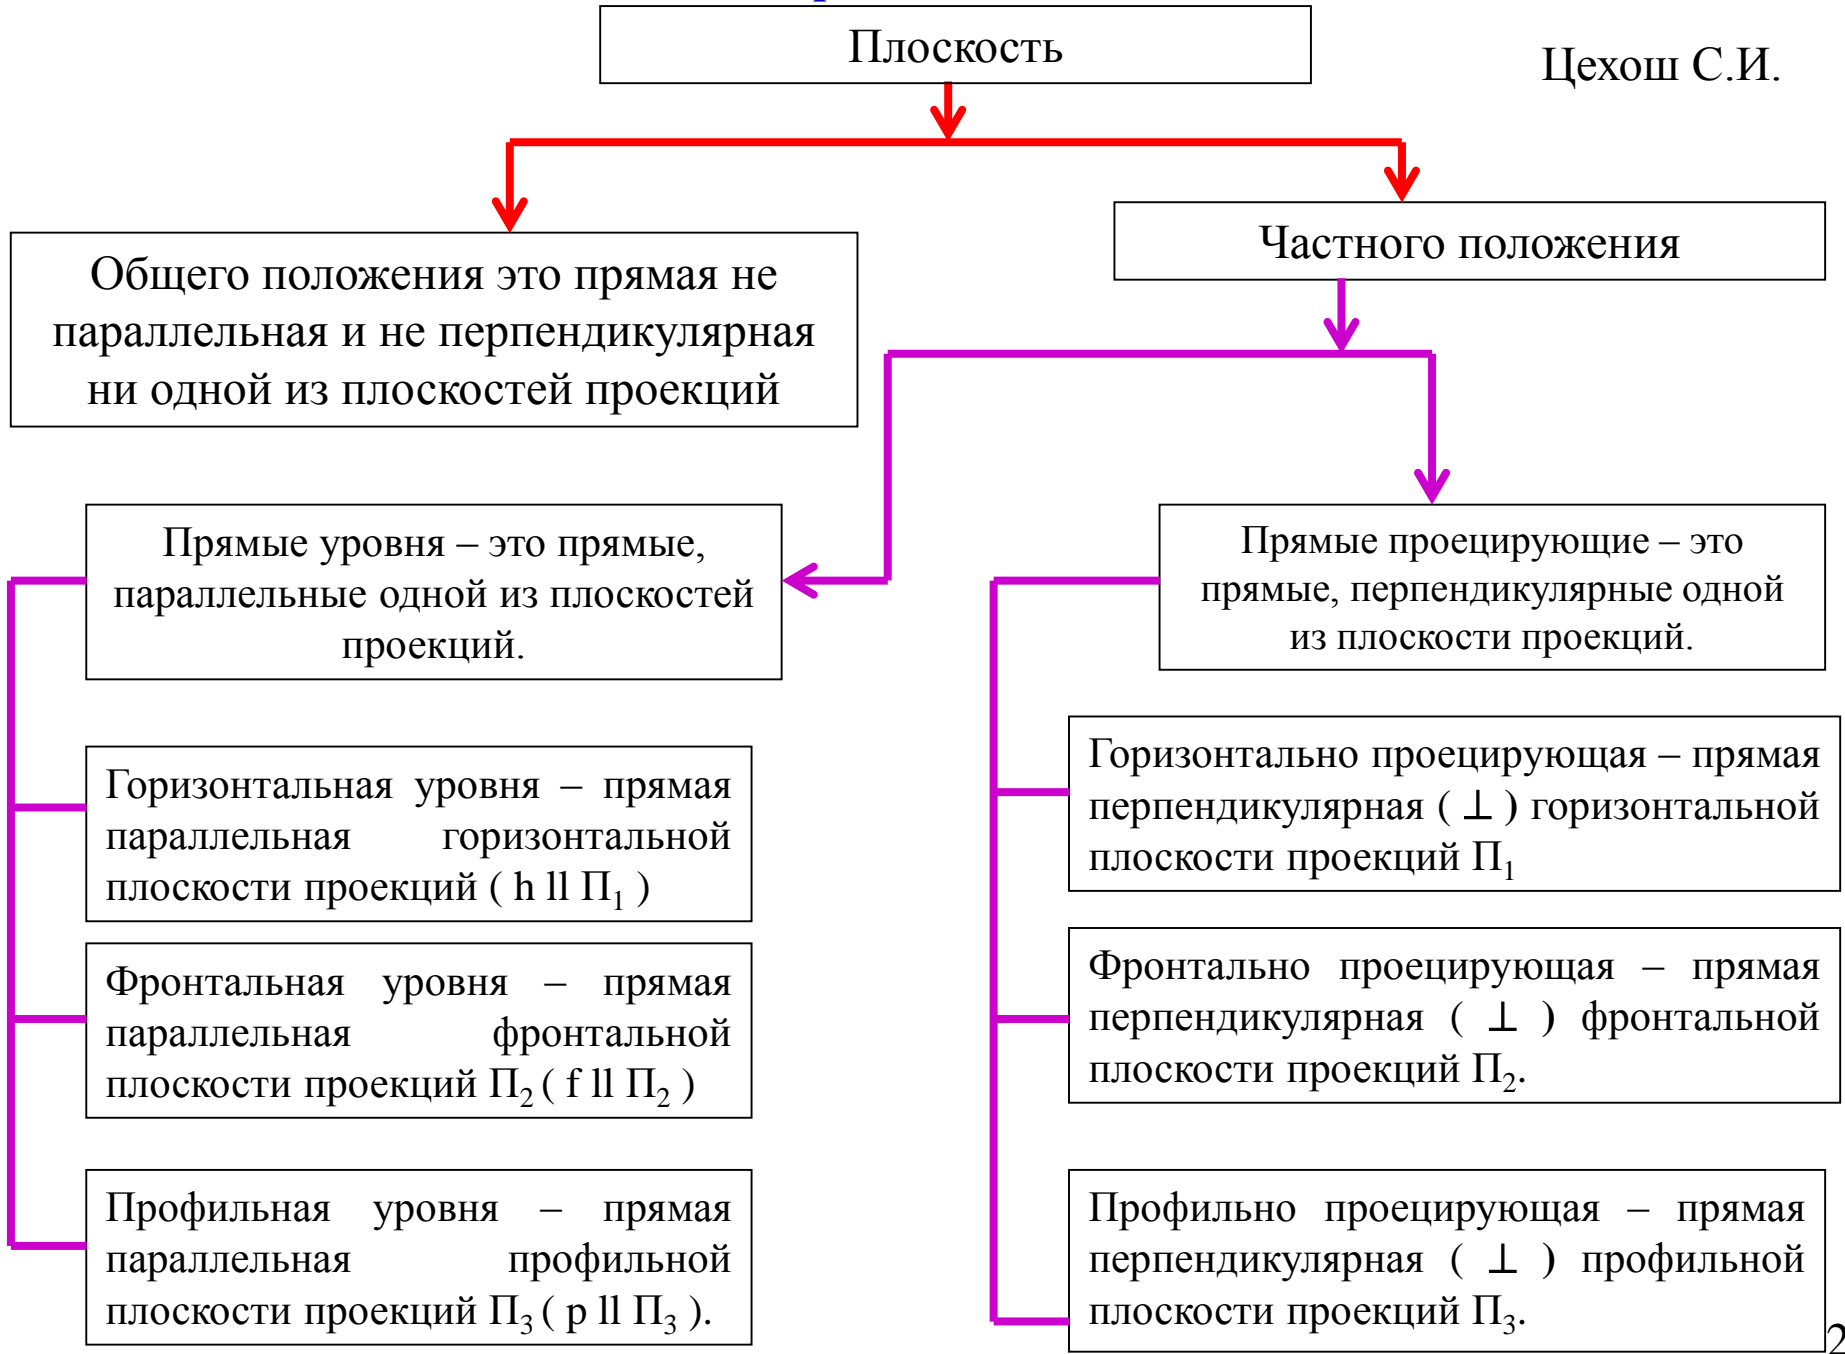 Плоскость
Цехош С.И.
Общего положения это прямая не
параллельная и не перпендикулярная
ни одной из плоскостей проекций
Частного положения
Прямые уровня – это прямые,
параллельные одной из плоскостей
проекций.
Прямые проецирующие – это
прямые, перпендикулярные одной
из плоскости проекций.
Горизонтальная уровня – прямая
параллельная горизонтальной
плоскости проекций ( h ll П₁ )
Фронтальная уровня – прямая
параллельная фронтальной
плоскости проекций П₂ ( f ll П₂ )
Профильная уровня – прямая
параллельная профильной
плоскости проекций П₃ ( p ll П₃ ).
Горизонтально проецирующая – прямая
перпендикулярная ( ⊥ ) горизонтальной
плоскости проекций П₁
Фронтально проецирующая – прямая
перпендикулярная ( ⊥ ) фронтальной
плоскости проекций П₂.
Профильно проецирующая – прямая
перпендикулярная ( ⊥ ) профильной
плоскости проекций П₃.
2